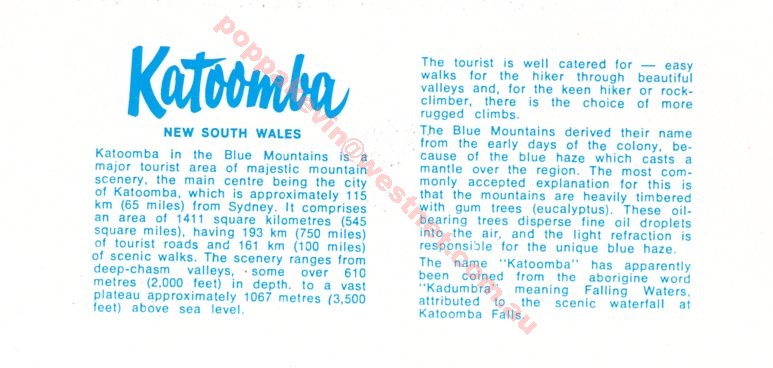 Katoomba
NEW SOUTH WALES
Katoomba in the Blue Mountains is a
major tourist area of majestic mountain
scenery, the main centre being the city
of Katoomba, which is approximately 115
km (65 miles) from Sydney. It comprises
an area of 1411 square kilometres (545
square miles), having 193 km (750 miles)
of tourist roads and 161 km (100 miles)
of scenic walks. The scenery ranges from
deep-chasm valleys, some over 610
metres (2,000 feet) in depth. to a vast
plateau approximately 1067 metres (3,500
feet) above sea level.
The tourist is well catered for — easy
walks for the hiker through beautiful
valleys and, for the keen hiker or rock-
climber, there is the choice of more
rugged climbs.
The Blue Mountains derived their name
from the early days of the colony, be-
cause of the blue haze which casts a
mantle over the region. The most com-
monly accepted explanation for this is
that the mountains are heavily timbered
with gum trees (eucalyptus). These oil-
bearing trees disperse fine oil droplets
into the air, and the light refraction is
responsible for the unique blue haze.
The name "Katoomba" has apparently
been coined from the aborigine word
"Kadumbra" meaning Falling Waters,
attributed to the scenic waterfall at
Katoomba Falls.